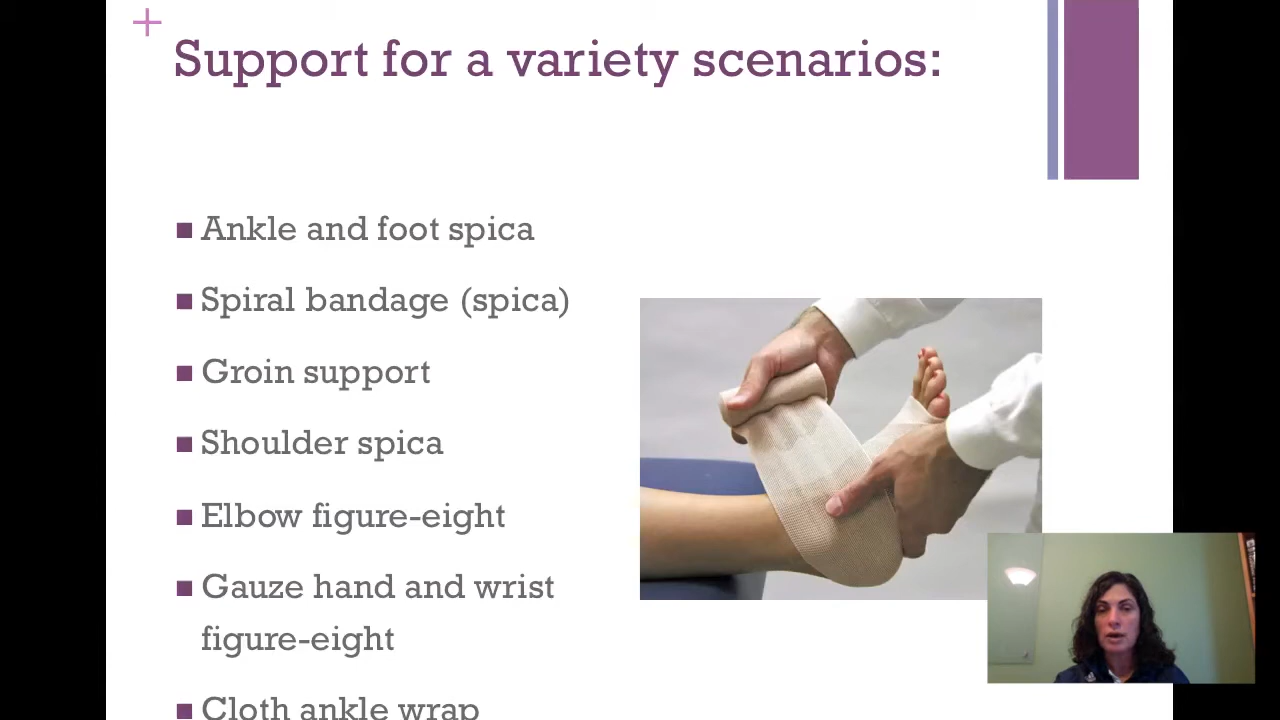 +
Support for a variety scenarios:
■ Ankle and foot spica
■ Spiral bandage (spica)
■ Groin support
■ Shoulder spica
■ Elbow figure-eight
■ Gauze hand and wrist
figure-eight
■ Cloth ankle wrap